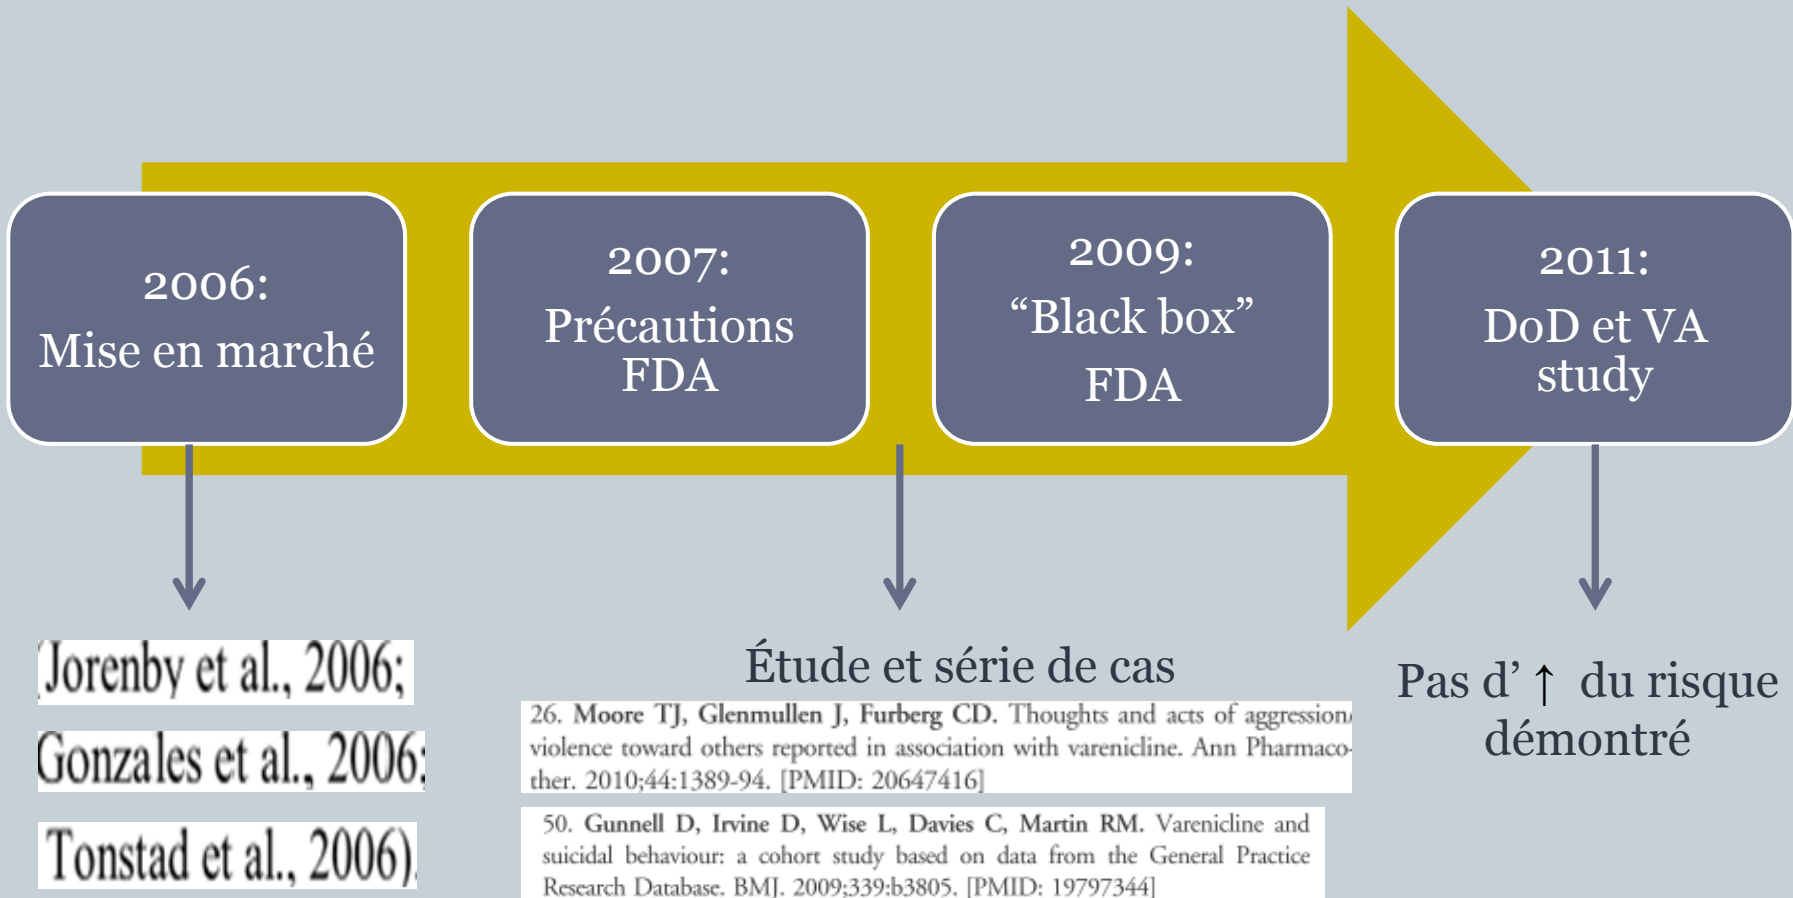 2006:
Mise en marché
2007:
Précautions
FDA
2009:
“Black box”
FDA
2011:
DoD et VA
study
(Jorenby et al., 2006;
Gonzales et al., 2006;
Tonstad et al., 2006)
Étude et série de cas
26. Moore TJ, Glenmullen J, Furberg CD. Thoughts and acts of aggression/
violence toward others reported in association with varenicline. Ann Pharmaco-
ther. 2010;44:1389-94. [PMID: 20647416]
50. Gunnell D, Irvine D, Wise L, Davies C, Martin RM. Varenicline and
suicidal behaviour: a cohort study based on data from the General Practice
Research Database. BMJ. 2009;339:b3805. [PMID: 19797344]
Pas d’ ↑ du risque
démontré